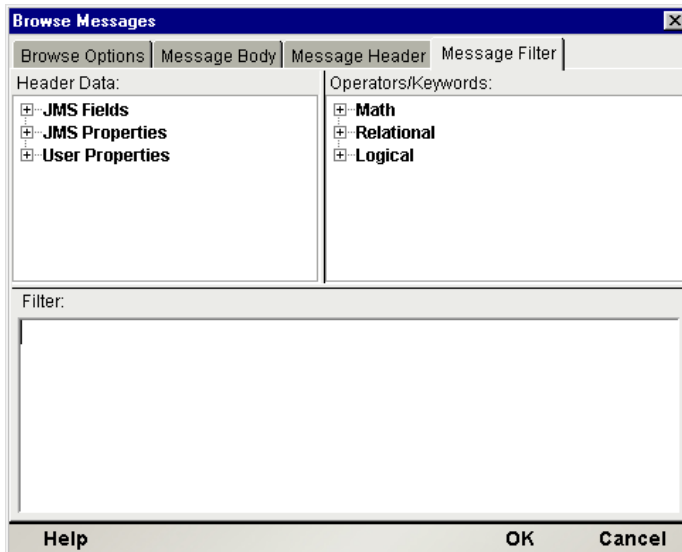 Browse Messages
Browse Options Message Body Message Header Message Filter
Header Data: Operators/Keywords:
JMS Fields Math
JMS Properties Relational
User Properties Logical
Filter:
Help OK Cancel